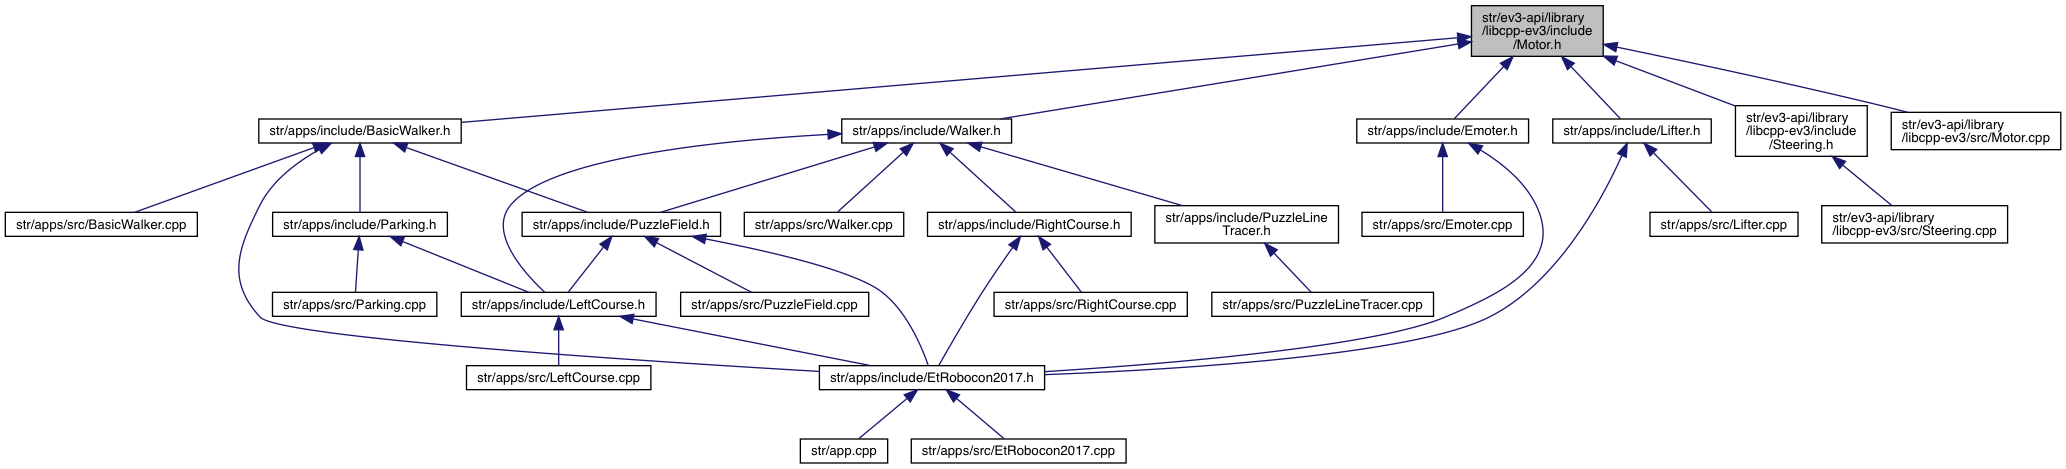 str/ev3-api/library
/libcpp-ev3/include
/Motor.h
str/apps/include/BasicWalker.h
str/apps/include/Walker.h
str/apps/include/Emoter.h
str/apps/include/Lifter.h
str/ev3-api/library
/libcpp-ev3/include
/Steering.h
str/ev3-api/library
/libcpp-ev3/src/Motor.cpp
str/apps/src/BasicWalker.cpp
str/apps/include/Parking.h
str/apps/include/PuzzleField.h
str/apps/src/Walker.cpp
str/apps/include/RightCourse.h
str/apps/include/PuzzleLine
Tracer.h
str/apps/src/Emoter.cpp
str/apps/src/Lifter.cpp
str/ev3-api/library
/libcpp-ev3/src/Steering.cpp
str/apps/src/Parking.cpp
str/apps/include/LeftCourse.h
str/apps/src/PuzzleField.cpp
str/apps/src/RightCourse.cpp
str/apps/src/PuzzleLineTracer.cpp
str/apps/src/LeftCourse.cpp
str/apps/include/EtRobocon2017.h
str/app.cpp
str/apps/src/EtRobocon2017.cpp